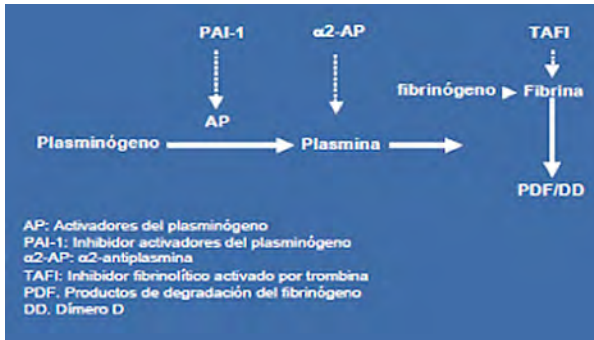 PAI-1 α2-AP TAFI
fibrinógeno Fibrina
AP
Plasminógeno Plasmina
PDF/DD
AP: Activadores del plasminógeno
PAI-1: Inhibidor activadores del plasminógeno
α2-AP: α2-antiplasmina
TAFI: Inhibidor fibrinolítico activado por trombina
PDF. Productos de degradación del fibrinógeno
DD. Dímero D